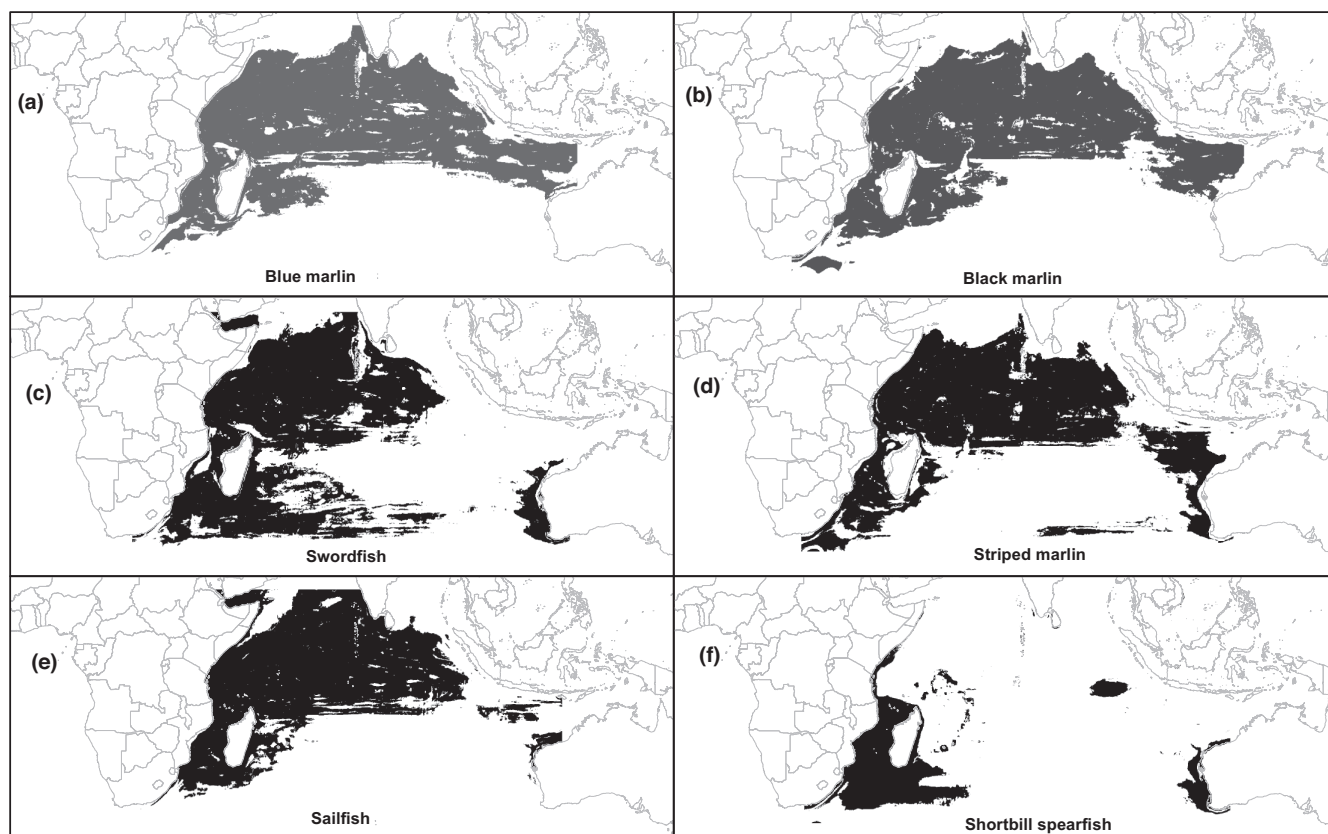 (a)
Blue marlin
(b)
Black marlin
(c)
Swordfish
(d)
Striped marlin
(e)
Sailfish
(f)
Shortbill spearfish